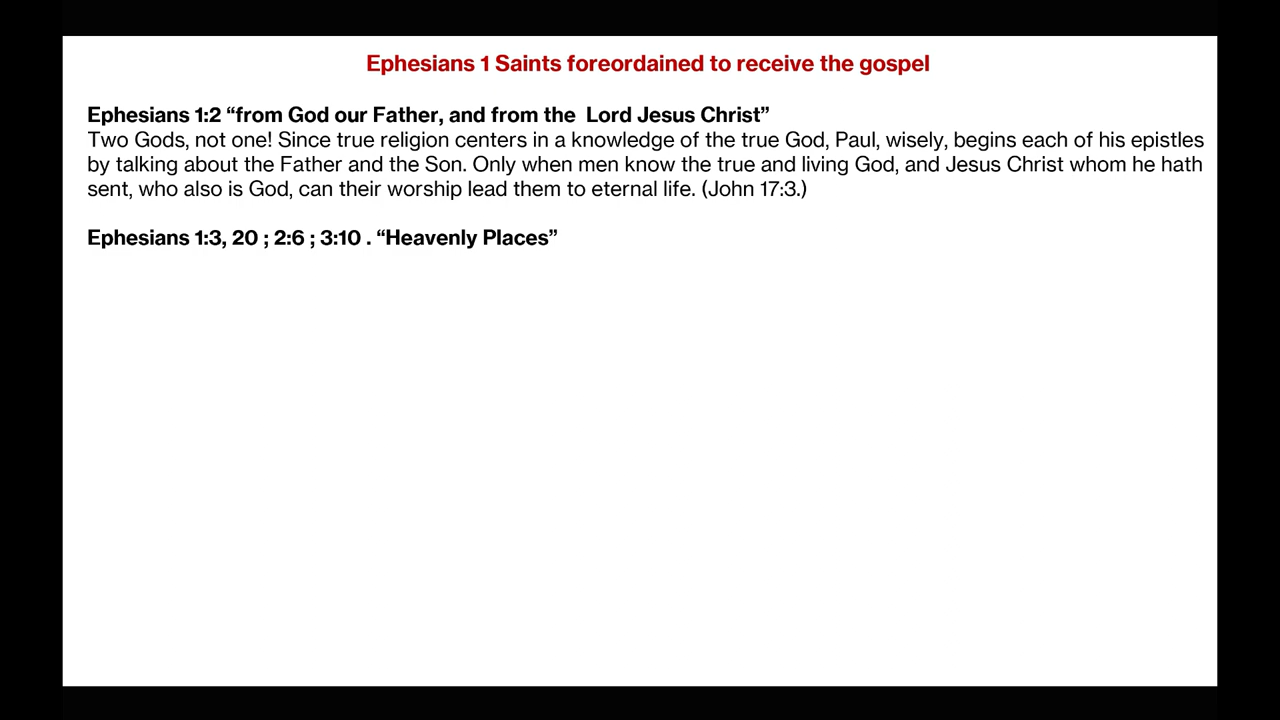 Ephesians 1 Saints foreordained to receive the gospel
Ephesians 1:2 “from God our Father, and from the  Lord Jesus Christ”
Two Gods, not one! Since true religion centers in a knowledge of the true God, Paul, wisely, begins each of his epistles
by talking about the Father and the Son. Only when men know the true and living God, and Jesus Christ whom he hath
sent, who also is God, can their worship lead them to eternal life. (John 17:3.)
Ephesians 1:3, 20 ; 2:6 ; 3:10 . “Heavenly Places”